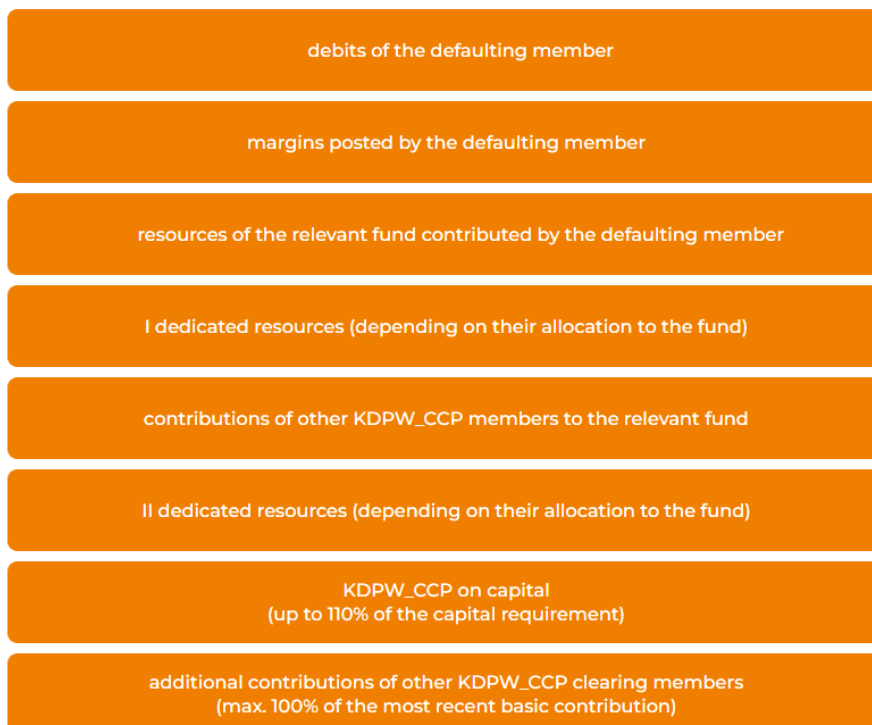 debits of the defaulting member
margins posted by the defaulting member
resources of the relevant fund contributed by the defaulting member
I dedicated resources (depending on their allocation to the fund)
contributions of other KDPW_CCP members to the relevant fund
II dedicated resources (depending on their allocation to the fund)
KDPW_CCP on capital
(up to 110% of the capital requirement)
additional contributions of other KDPW_CCP clearing members
(max. 100% of the most recent basic contribution)